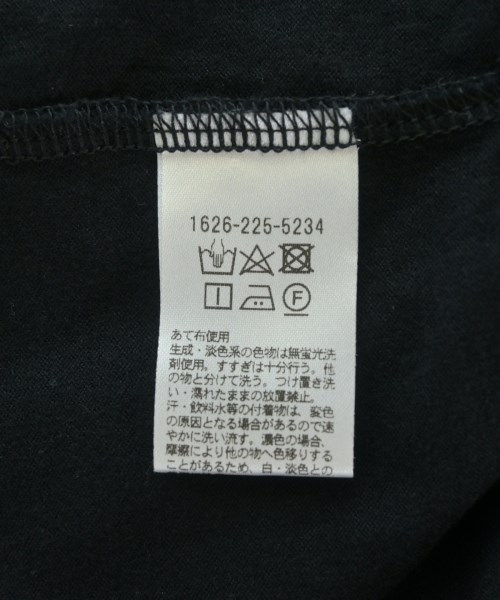 1626-225-5234
F
あて布使用
生成・淡色系の色物は無蛍光洗
剤使用。すすぎは十分行う。他
の物と分けて洗う。つけ置き洗
い・濡れたままの放置禁止。
汗・飲料水等の付着物は、変色
の原因となる場合があるので速
やかに洗い流す。濃色の場合、
摩擦により他の物へ色移りする
ことがあるため、白・淡色との